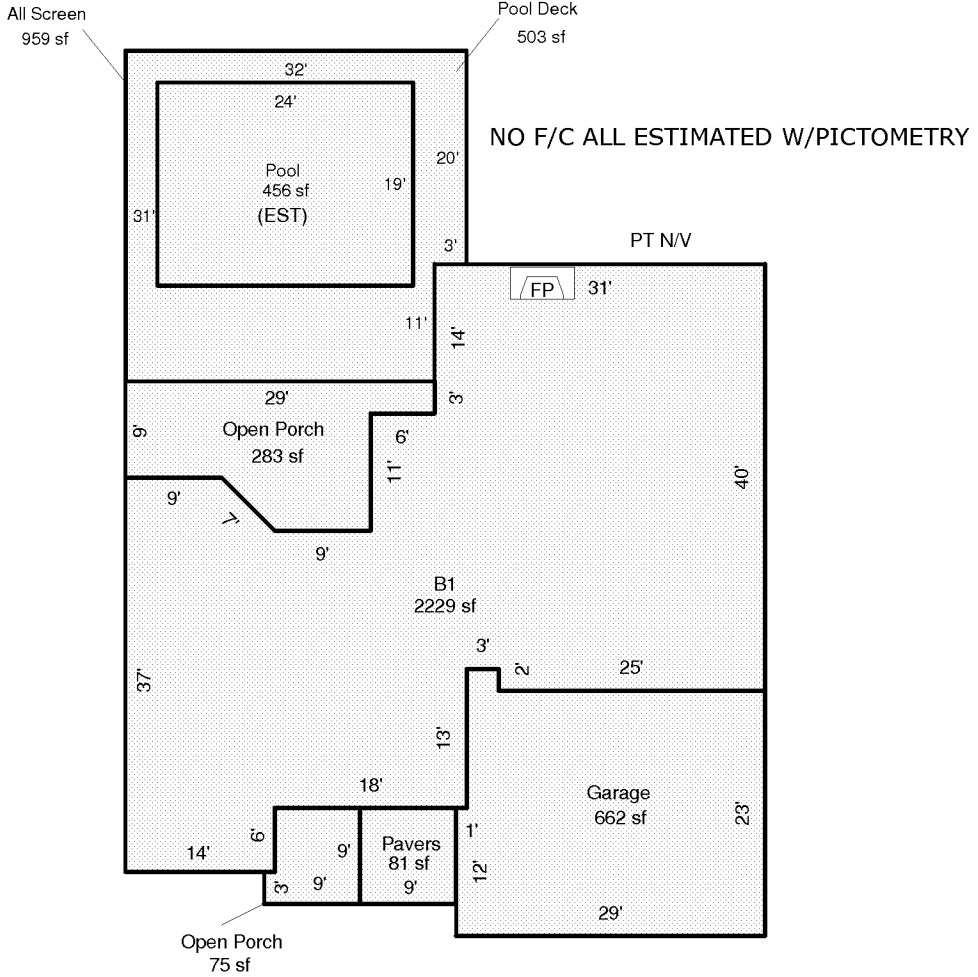 All Screen
959 sf
Pool Deck
503 sf
32'
24'
NO F/C ALL ESTIMATED W/PICTOMETRY
20'
Pool
456 sf
(EST)
19'
31'
3'
PT N/V
FP
31'
11'
14'
29'
3'
9'
Open Porch
283 sf
6'
11'
40'
9'
7'
9'
B1
2229 sf
3'
2'
25'
37'
13'
18'
Garage
662 sf
23'
6'
1'
9'
Pavers
81 sf
14'
12'
3'
9'
9'
29'
Open Porch
75 sf